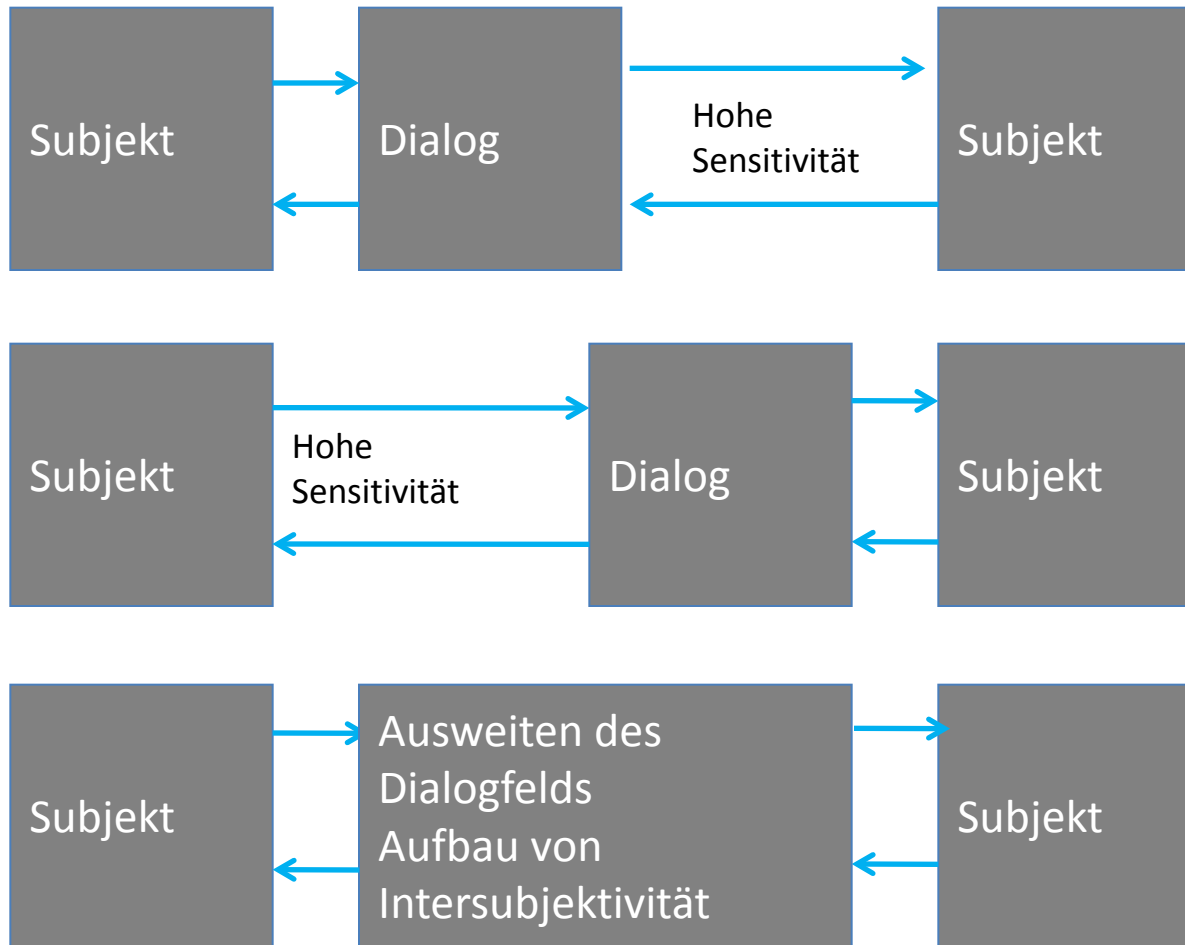 Subjekt
Dialog
Hohe
Sensitivität
Subjekt
Subjekt
Hohe
Sensitivität
Dialog
Subjekt
Subjekt
Ausweiten des
Dialogfelds
Aufbau von
Intersubjektivität
Subjekt